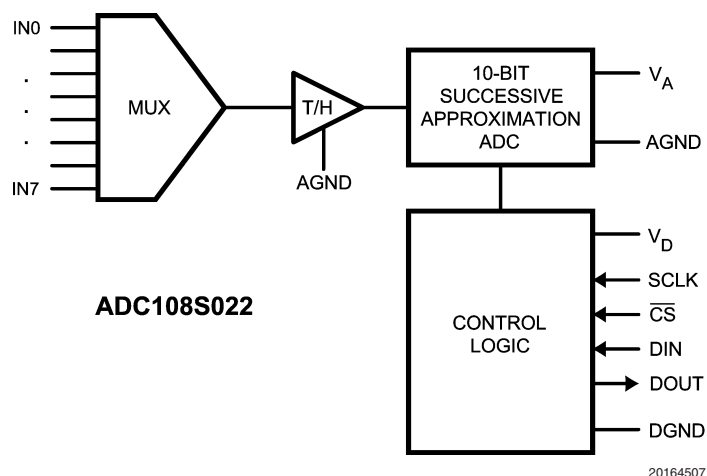 IN0
.
.
.
IN7
MUX
T/H
AGND
10-BIT
SUCCESSIVE
APPROXIMATION
ADC
VA
AGND
CONTROL
LOGIC
VD
SCLK
C̅S̅
DIN
DOUT
DGND
ADC108S022
20164507